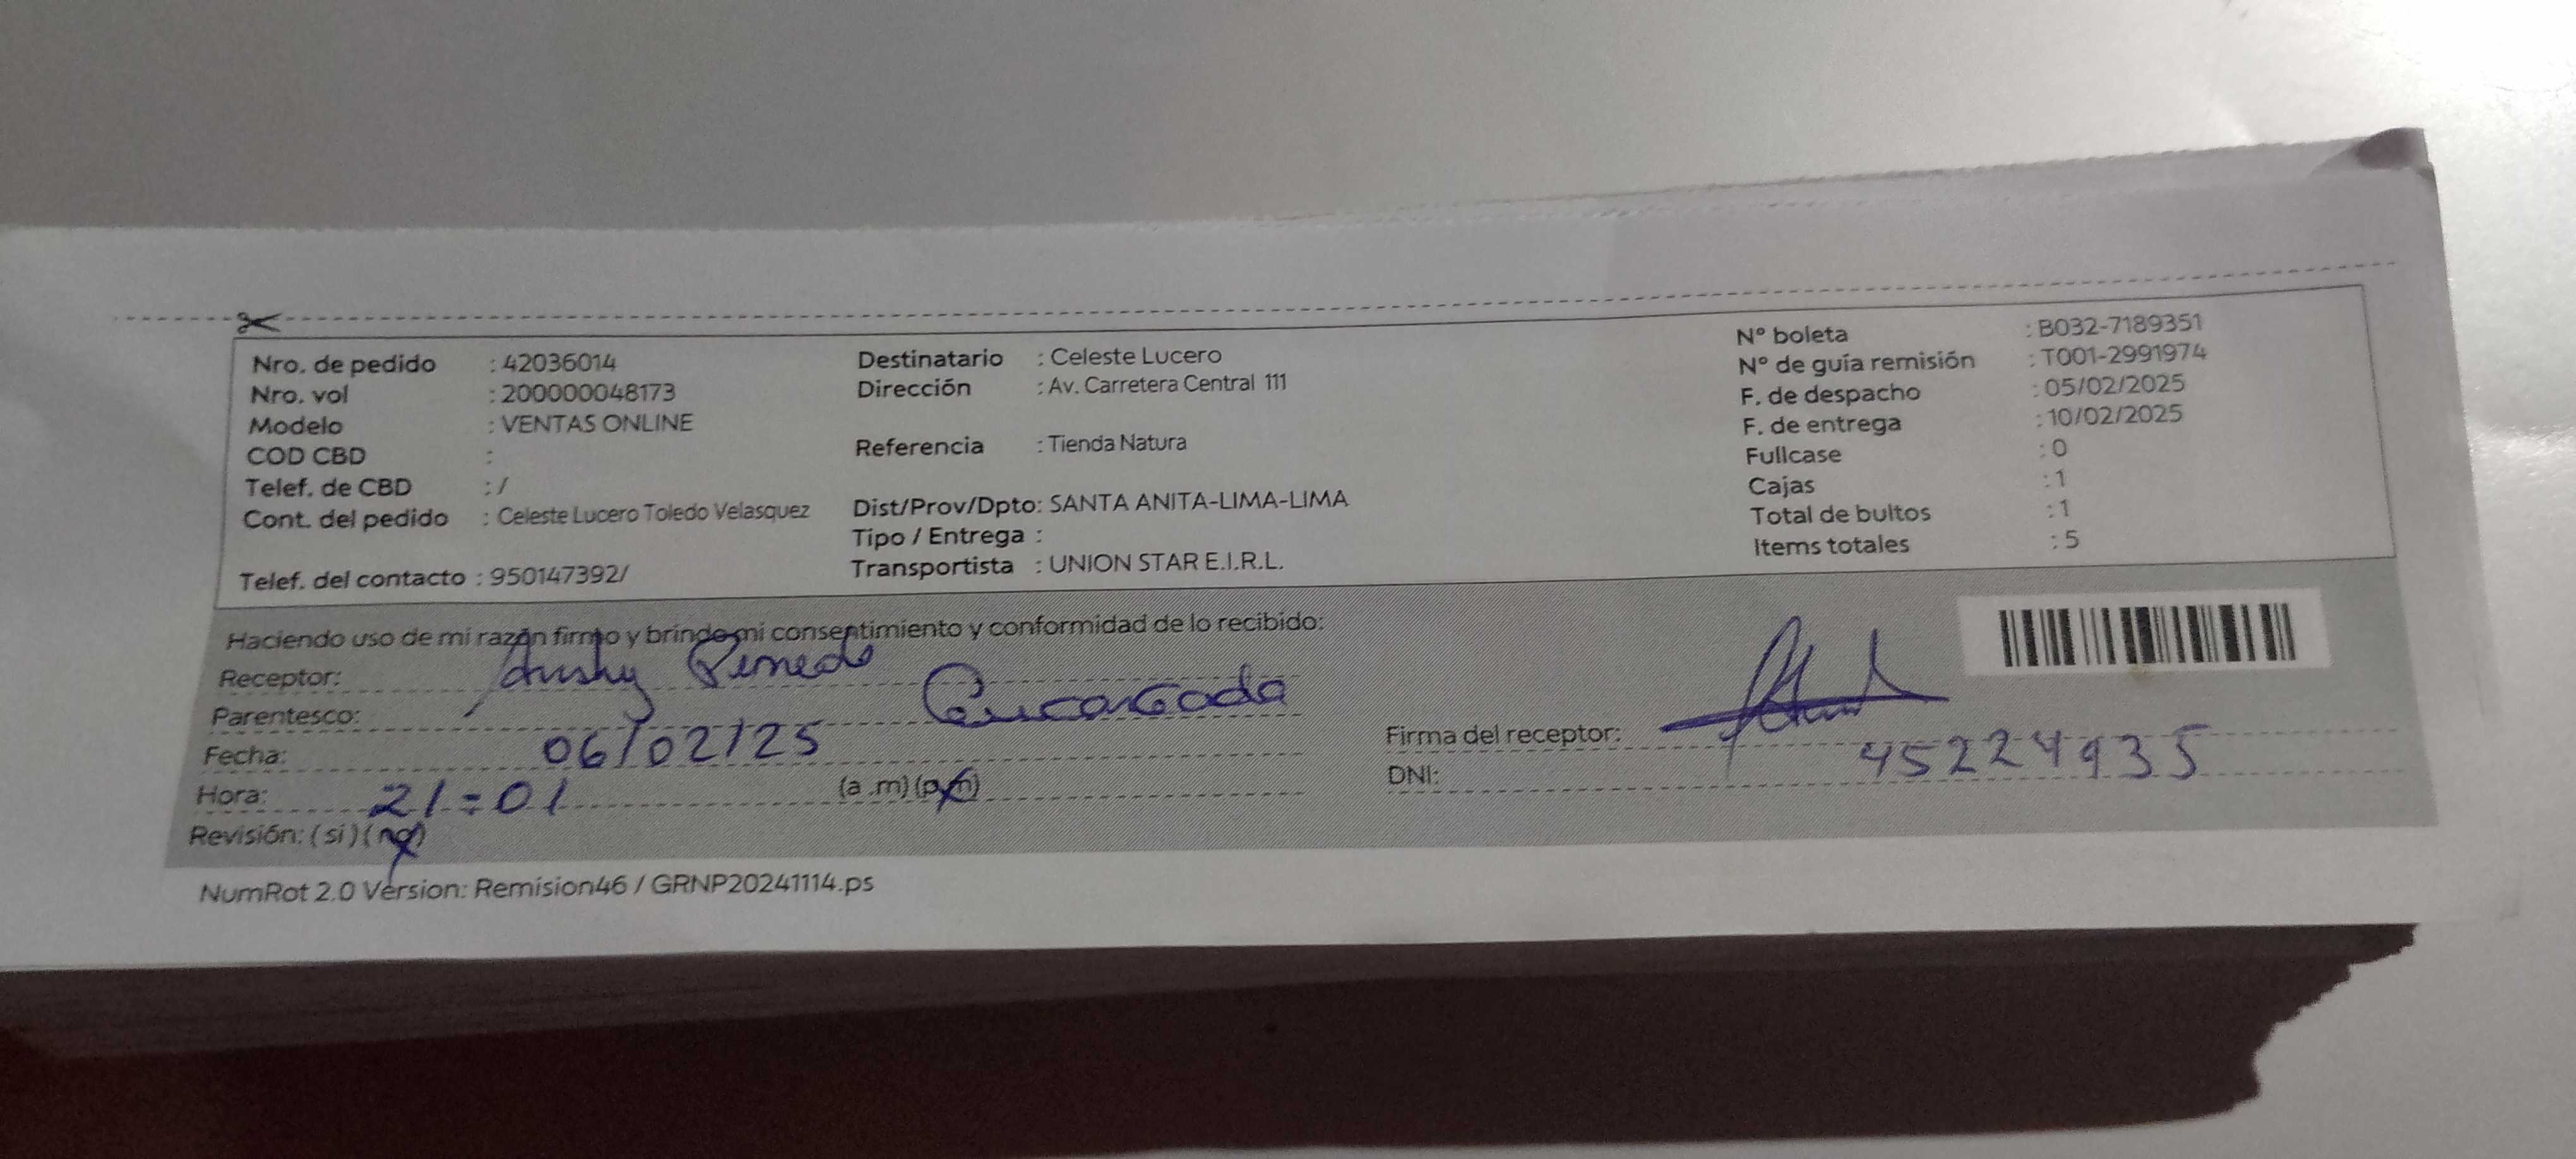 Nro. de pedido : 42036014
Nro. vol : 200000048173
Modelo : VENTAS ONLINE
COD CBD :
Telef. de CBD : /
Cont. del pedido : Celeste Lucero Toledo Velasquez
Telef. del contacto : 950147392/
Destinatario : Celeste Lucero
Dirección : Av. Carretera Central 111
Referencia : Tienda Natura
Dist/Prov/Dpto: SANTA ANITA-LIMA-LIMA
Tipo / Entrega :
Transportista : UNION STAR E.I.R.L.
N° boleta : B032-7189351
N° de guía remisión : T001-2991974
F. de despacho : 05/02/2025
F. de entrega : 10/02/2025
Fullcase : 0
Cajas : 1
Total de bultos : 1
Items totales : 5
Haciendo uso de mi razón firmo y brindo mi consentimiento y conformidad de lo recibido:
Receptor:
Parentesco: Encargada
Fecha: 06/02/25
Hora: 21:01 (a .m) (p.m)
Revisión: (si) (no)
Firma del receptor:
DNI: 45224935
NumRot 2.0 Version: Remision46 / GRNP20241114.ps